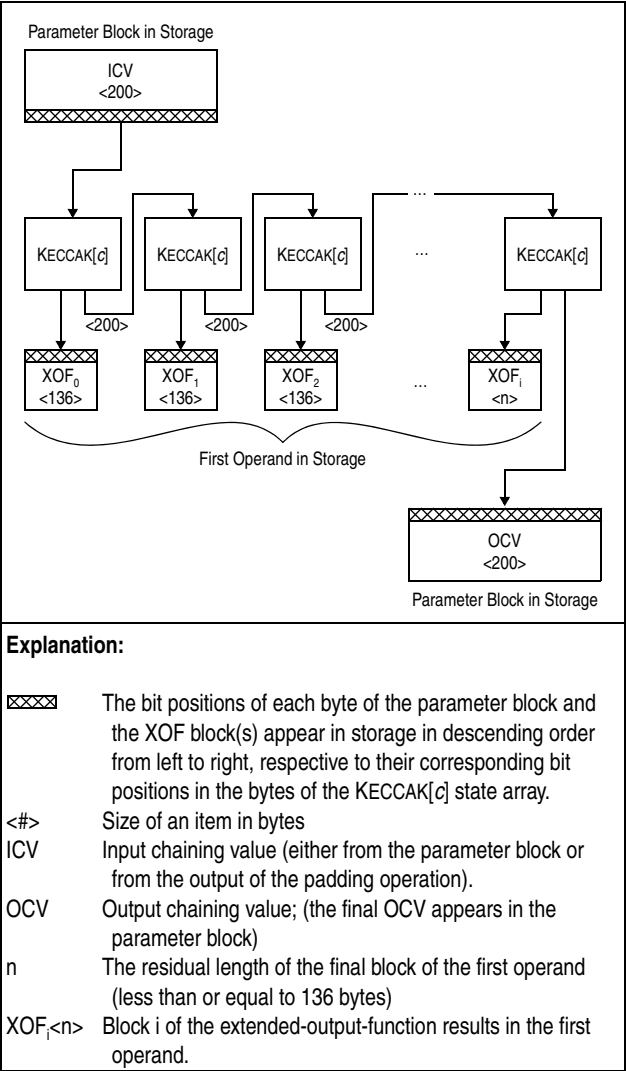 Parameter Block in Storage
ICV
<200>
...
KECCAK[c] KECCAK[c] KECCAK[c] ... KECCAK[c]
<200> <200> <200>
XOF0 XOF1 XOF2 ... XOFi
<136> <136> <136> <n>
First Operand in Storage
OCV
<200>
Parameter Block in Storage
Explanation:
The bit positions of each byte of the parameter block and
the XOF block(s) appear in storage in descending order
from left to right, respective to their corresponding bit
positions in the bytes of the KECCAK[c] state array.
<#> Size of an item in bytes
ICV Input chaining value (either from the parameter block or
from the output of the padding operation).
OCV Output chaining value; (the final OCV appears in the
parameter block)
n The residual length of the final block of the first operand
(less than or equal to 136 bytes)
XOFi<n> Block i of the extended-output-function results in the first
operand.